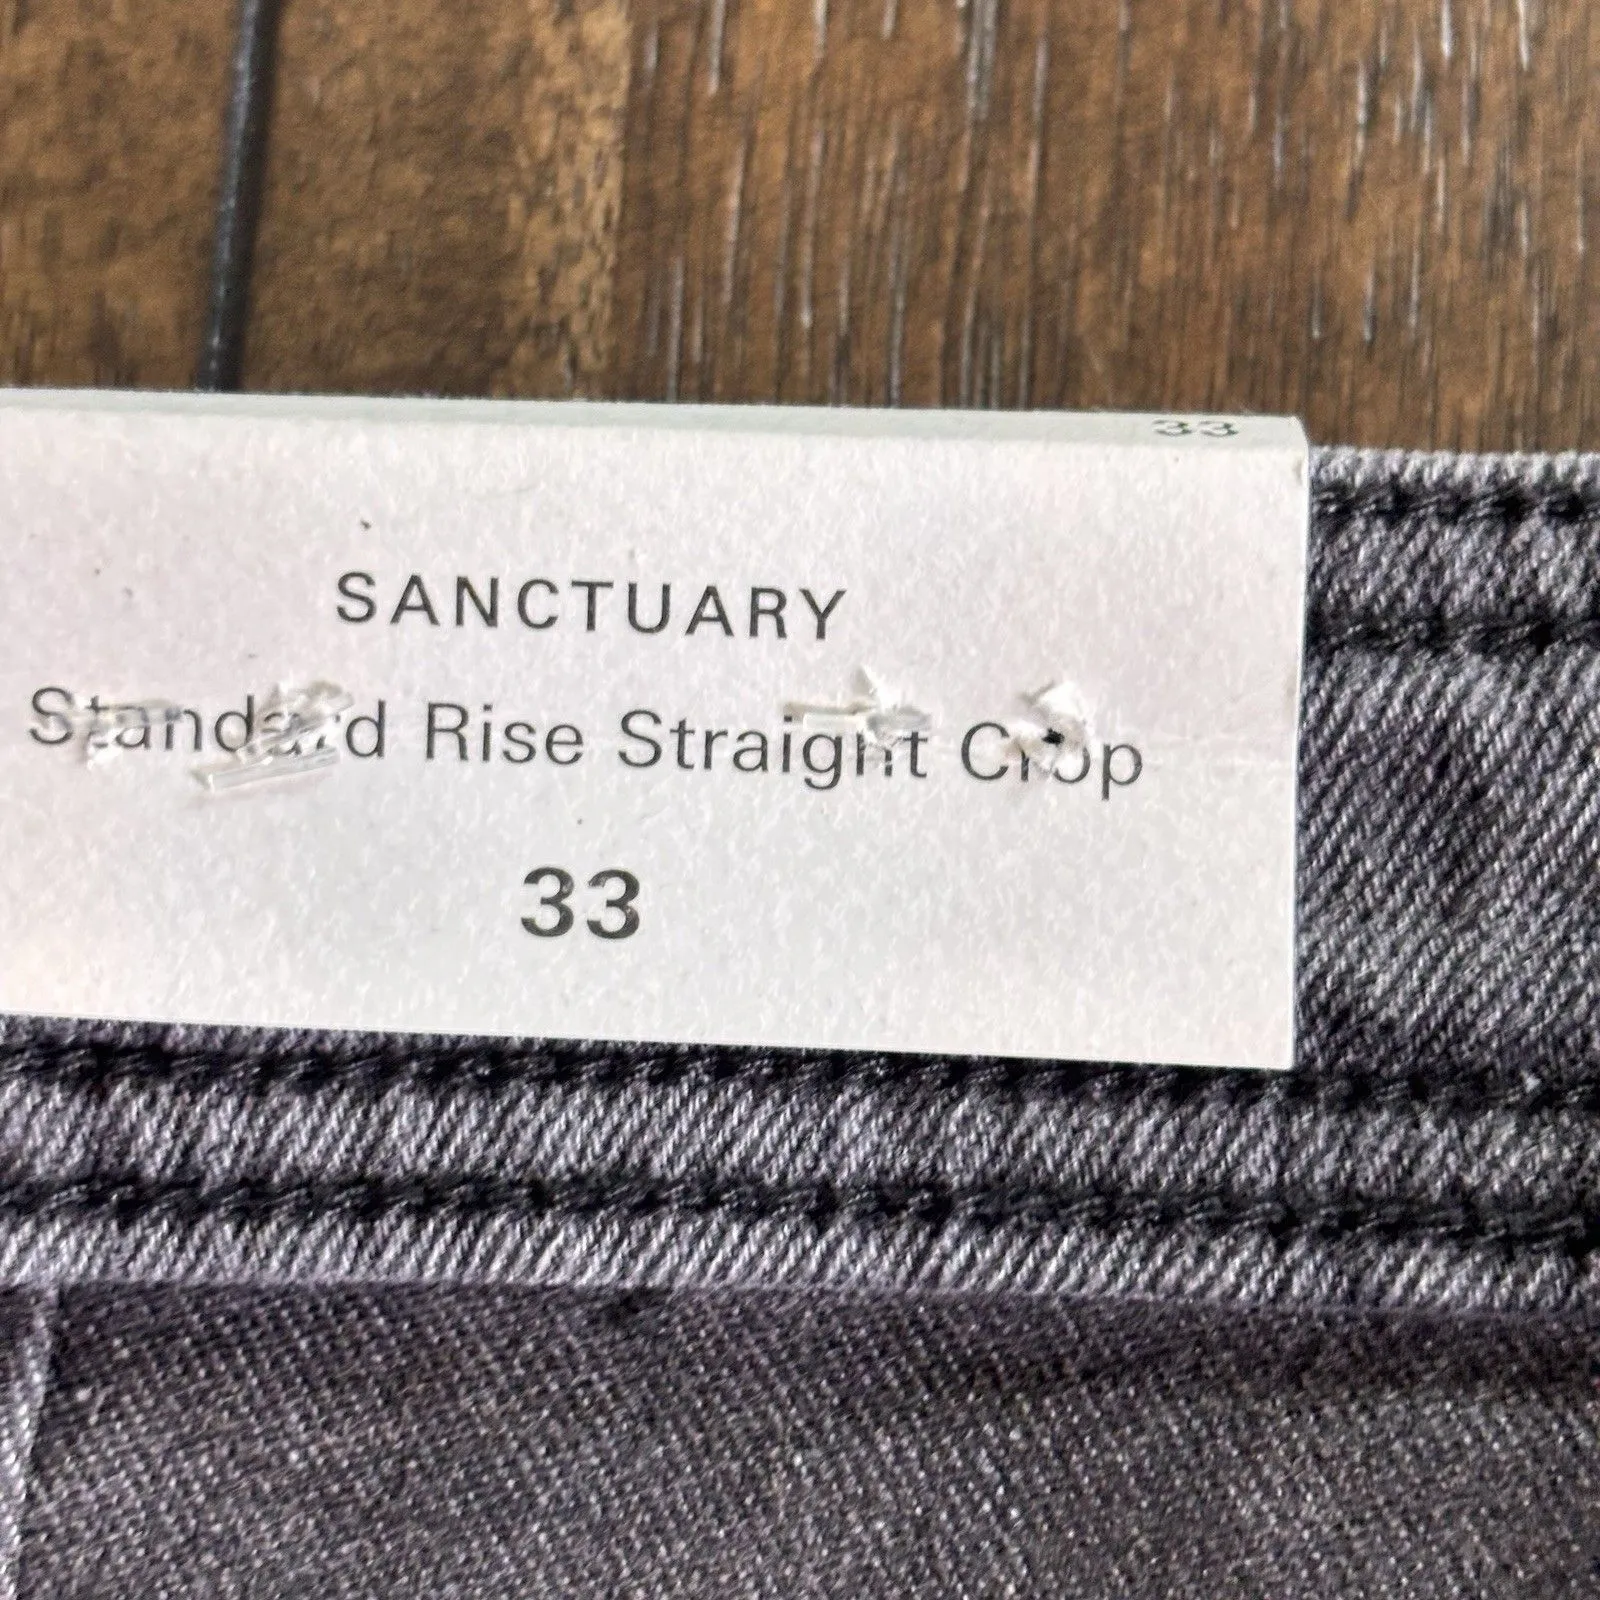 33
SANCTUARY
Standard Rise Straight Crop
33